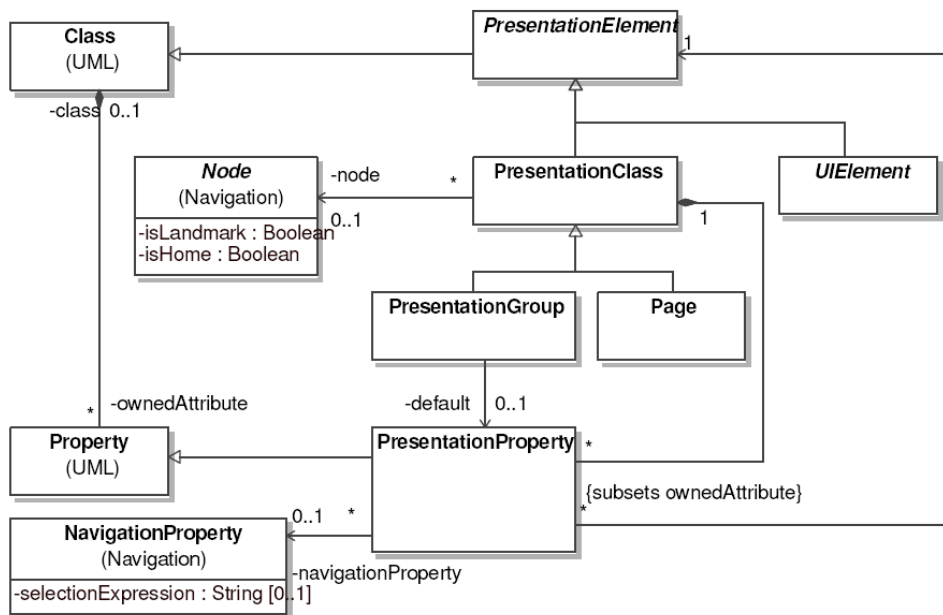 Class
(UML)
PresentationElement
1
-class 0..1
Node
(Navigation)
-isLandmark : Boolean
-isHome : Boolean
-node
*
0..1
PresentationClass
1
UIElement
PresentationGroup
Page
-default
0..1
*
-ownedAttribute
Property
(UML)
PresentationProperty
*
{subsets ownedAttribute}
*
0..1
*
NavigationProperty
(Navigation)
-selectionExpression : String [0..1]
-navigationProperty